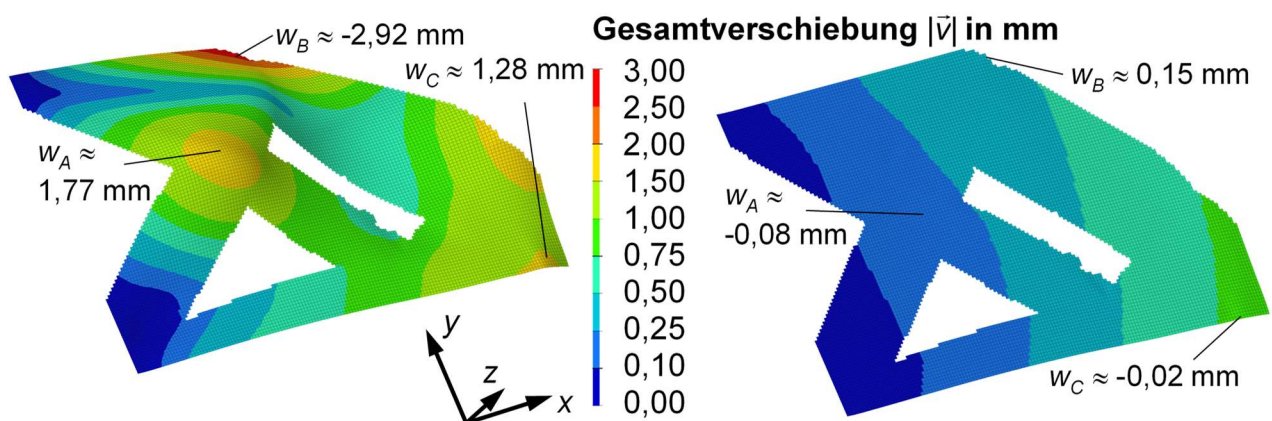 Gesamtverschiebung |v⃗| in mm
w_B ≈ -2,92 mm
w_C ≈ 1,28 mm
w_A ≈
1,77 mm
y
z
x
3,00
2,50
2,00
1,50
1,00
0,75
0,50
0,25
0,10
0,00
w_B ≈ 0,15 mm
w_A ≈
-0,08 mm
w_C ≈ -0,02 mm